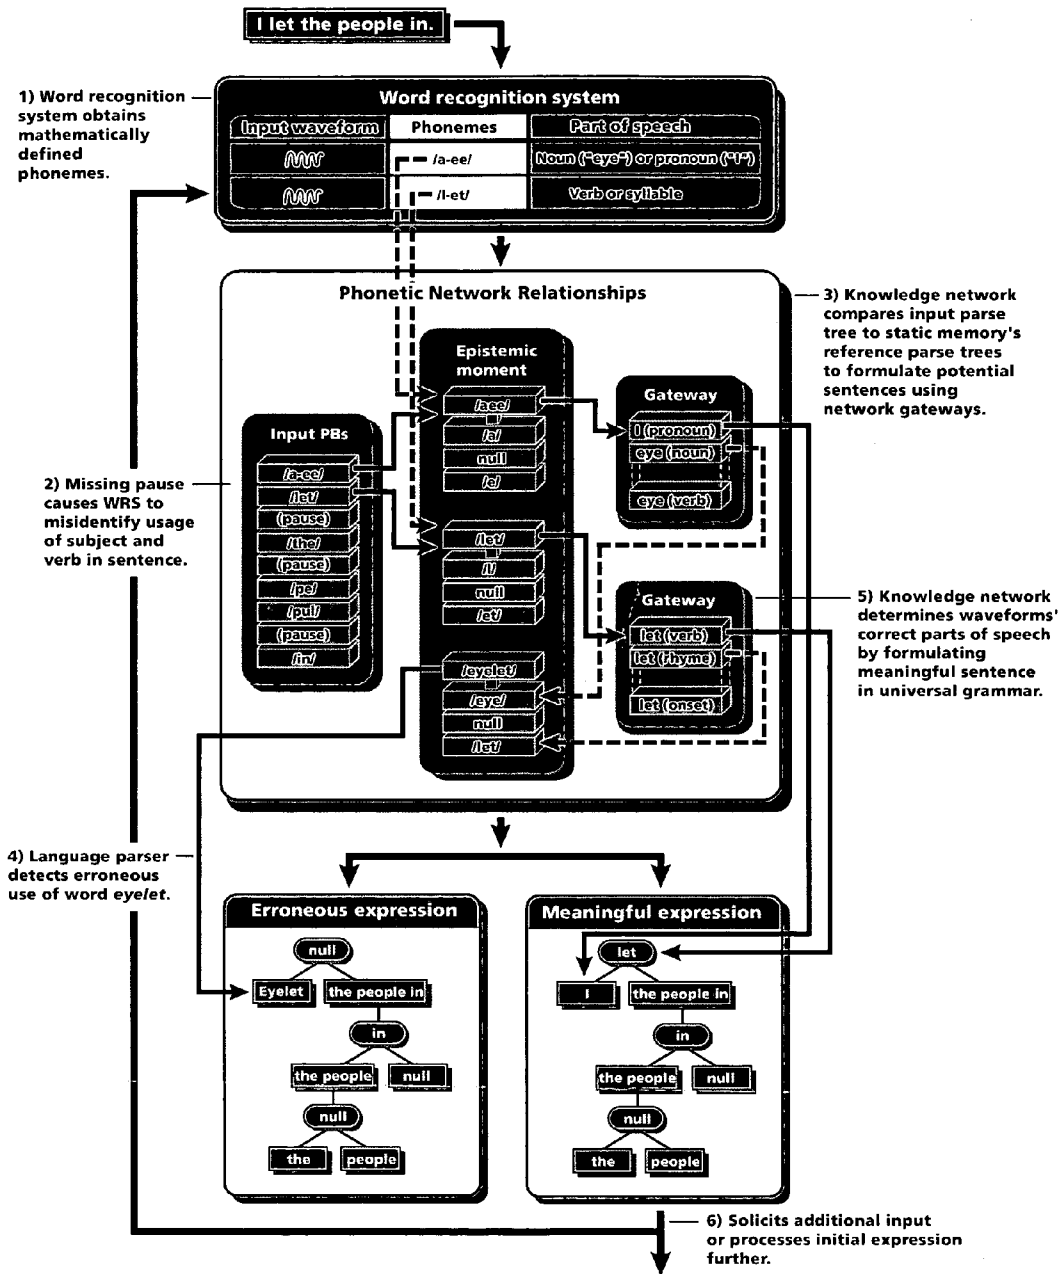 I let the people in.
1) Word recognition
system obtains
mathematically
defined
phonemes.
Word recognition system
Input waveform Phonemes Part of speech
/a-ee/ Noun ("eye") or pronoun ("I")
/l-et/ Verb or syllable
Phonetic Network Relationships
3) Knowledge network
compares input parse
tree to static memory's
reference parse trees
to formulate potential
sentences using
network gateways.
Epistemic
moment
/aee/
/a/
null
/e/
/let/
/l/
null
/et/
/eyelet/
/eye/
null
/let/
Gateway
I (pronoun)
eye (noun)
eye (verb)
Input PBs
/a-ee/
/let/
(pause)
/the/
(pause)
/pe/
/pul/
(pause)
/in/
2) Missing pause
causes WRS to
misidentify usage
of subject and
verb in sentence.
Gateway
let (verb)
let (rhyme)
let (onset)
5) Knowledge network
determines waveforms'
correct parts of speech
by formulating
meaningful sentence
in universal grammar.
4) Language parser
detects erroneous
use of word eyelet.
Erroneous expression
null
Eyelet the people in
in
the people null
null
the people
Meaningful expression
let
I the people in
in
the people null
null
the people
6) Solicits additional input
or processes initial expression
further.